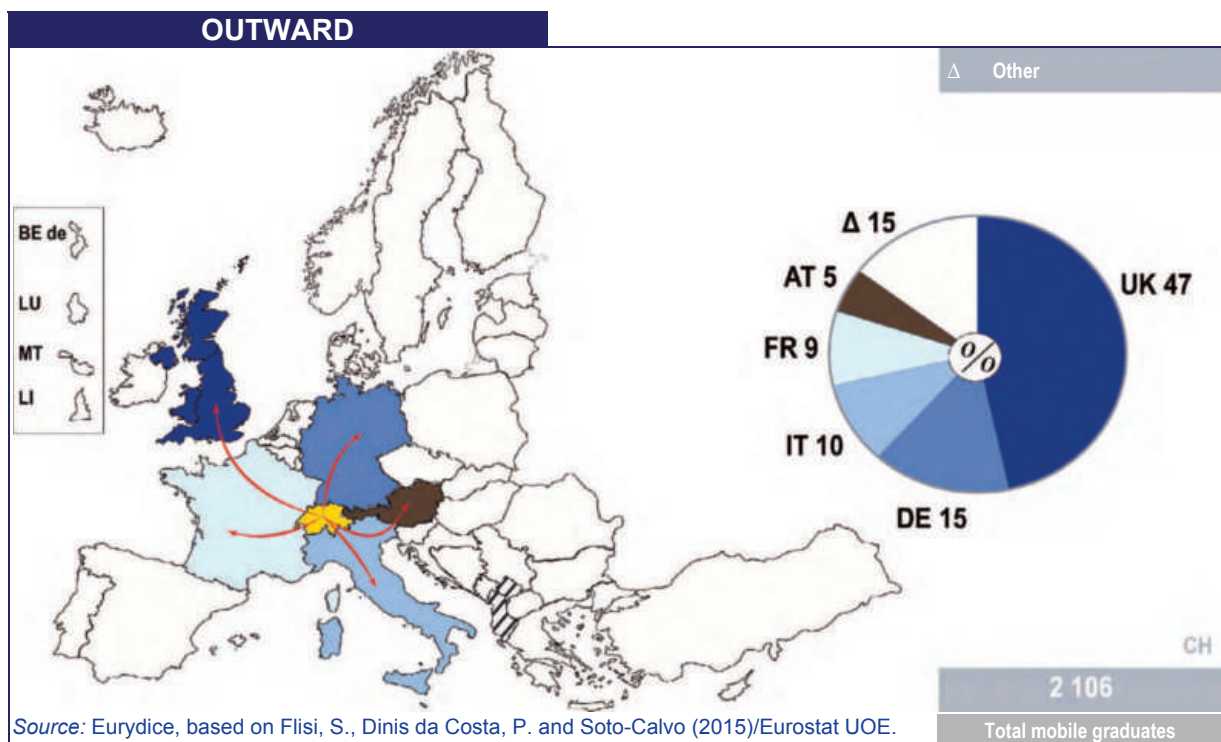 OUTWARD
Δ Other
BE de
LU
MT
LI
Δ 15
AT 5
UK 47
FR 9
%
IT 10
DE 15
CH
2 106
Source: Eurydice, based on Flisi, S., Dinis da Costa, P. and Soto-Calvo (2015)/Eurostat UOE.
Total mobile graduates